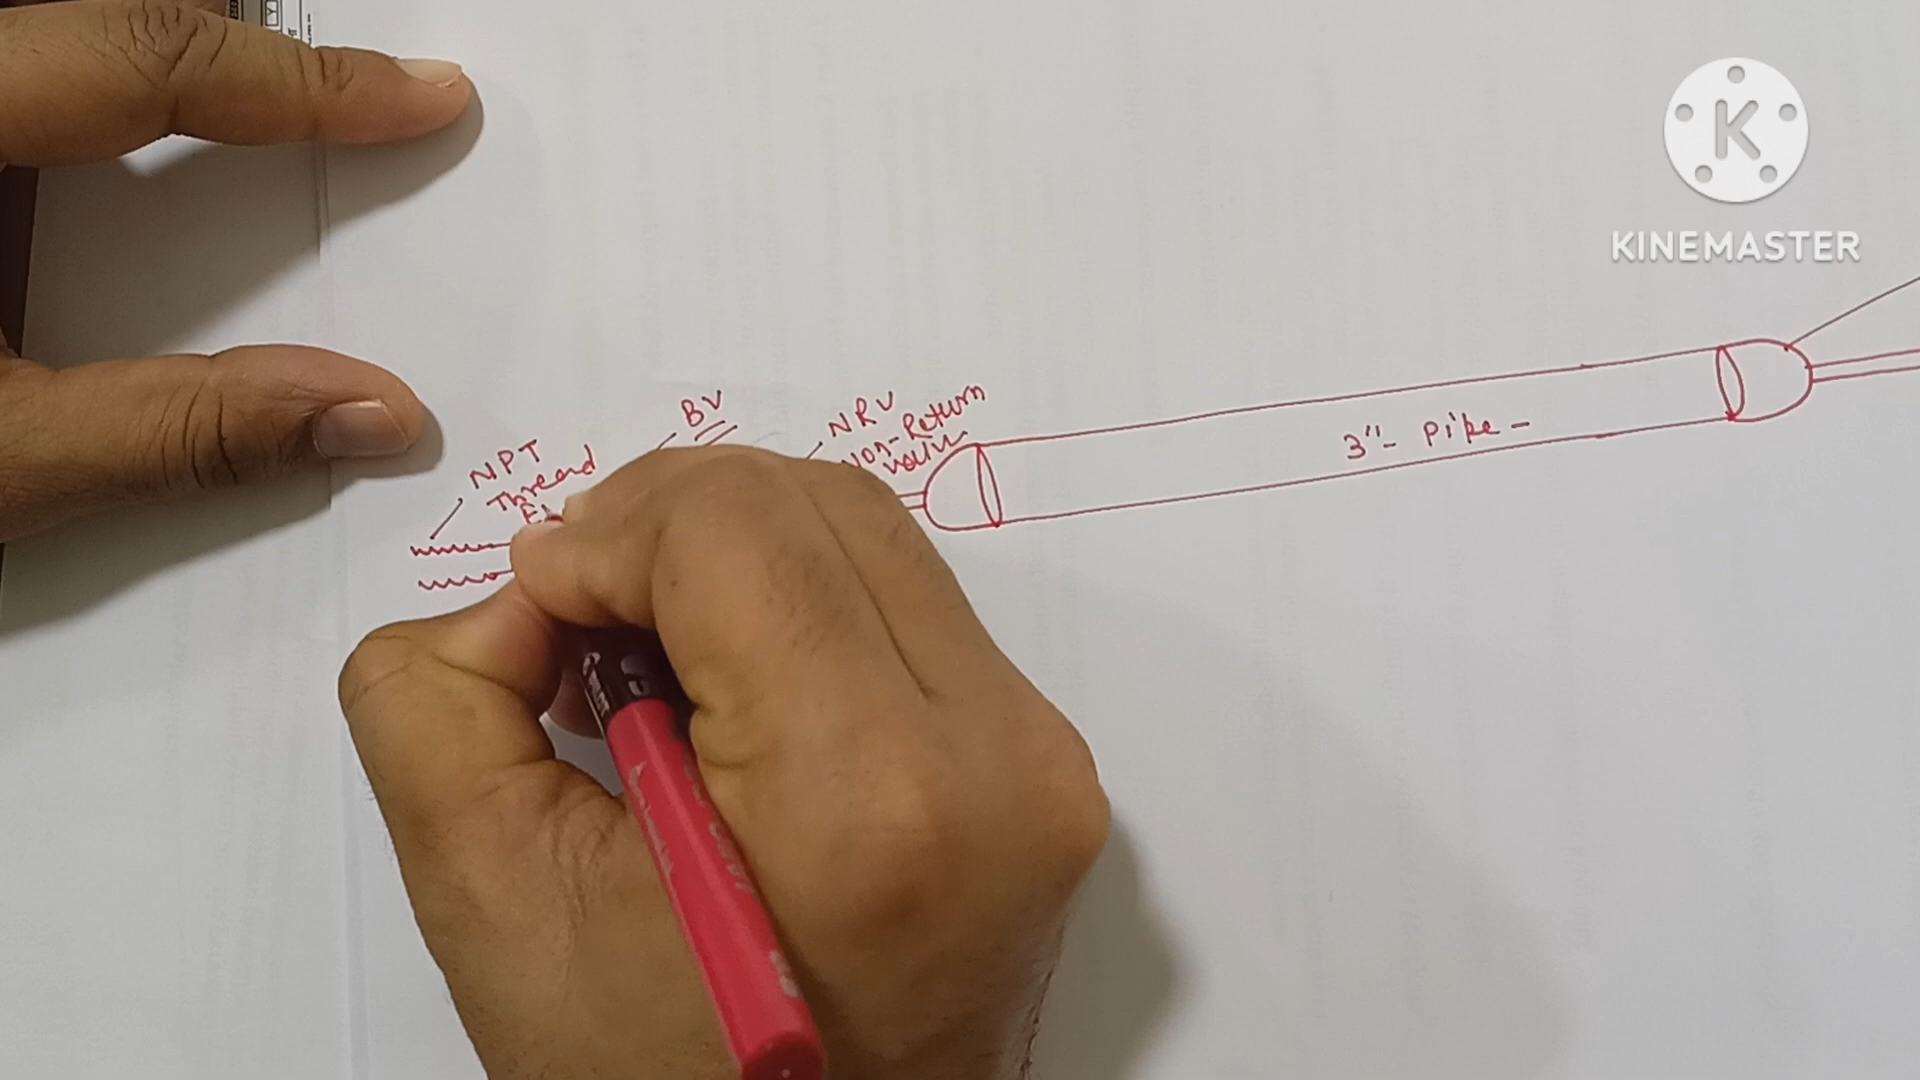 K
KINEMASTER
BV
NRV
Non-Return
NPT
Thread
3"- Pipe -